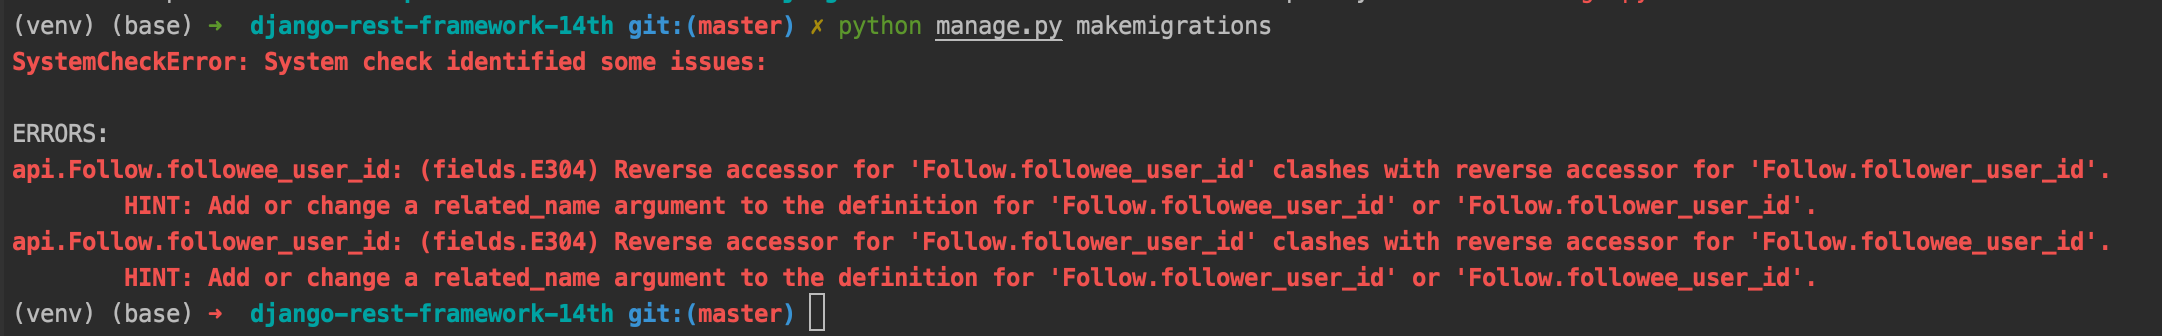 (venv) (base) ➜  django-rest-framework-14th git:(master) ✗ python manage.py makemigrations
SystemCheckError: System check identified some issues:
ERRORS:
api.Follow.followee_user_id: (fields.E304) Reverse accessor for 'Follow.followee_user_id' clashes with reverse accessor for 'Follow.follower_user_id'.
HINT: Add or change a related_name argument to the definition for 'Follow.followee_user_id' or 'Follow.follower_user_id'.
api.Follow.follower_user_id: (fields.E304) Reverse accessor for 'Follow.follower_user_id' clashes with reverse accessor for 'Follow.followee_user_id'.
HINT: Add or change a related_name argument to the definition for 'Follow.follower_user_id' or 'Follow.followee_user_id'.
(venv) (base) ➜  django-rest-framework-14th git:(master)